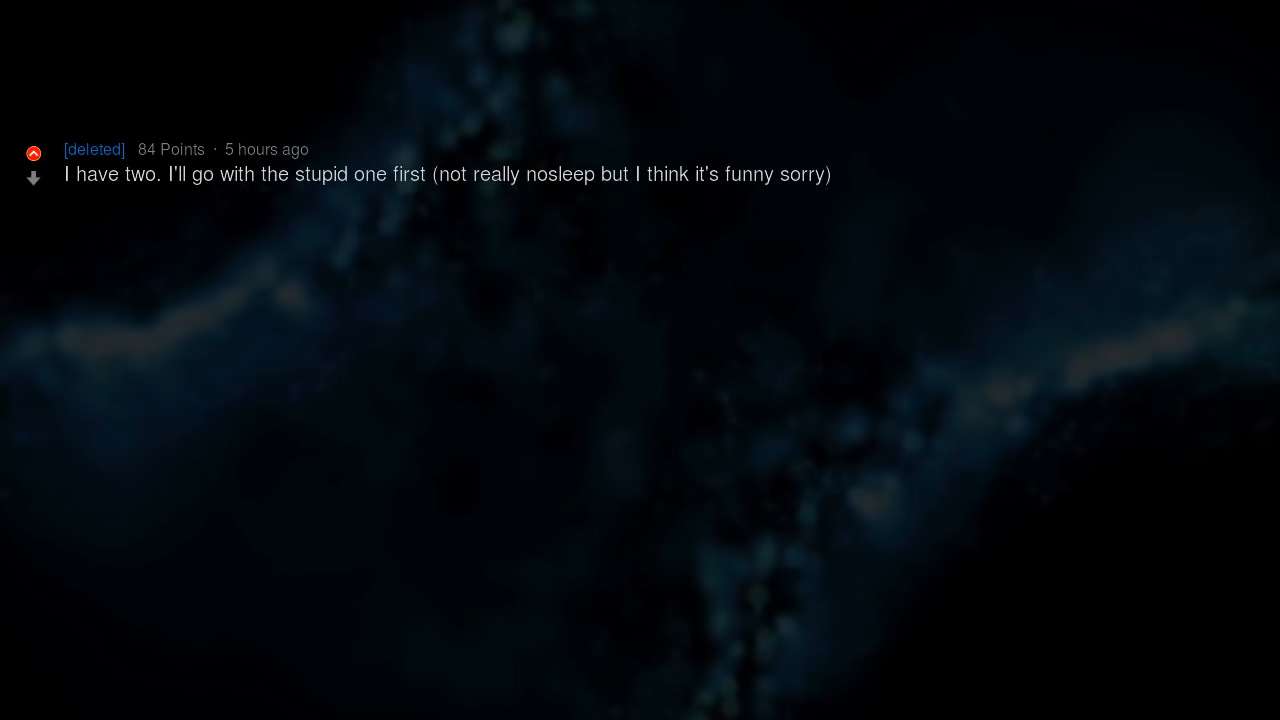 [deleted] 84 Points · 5 hours ago
I have two. I'll go with the stupid one first (not really nosleep but I think it's funny sorry)